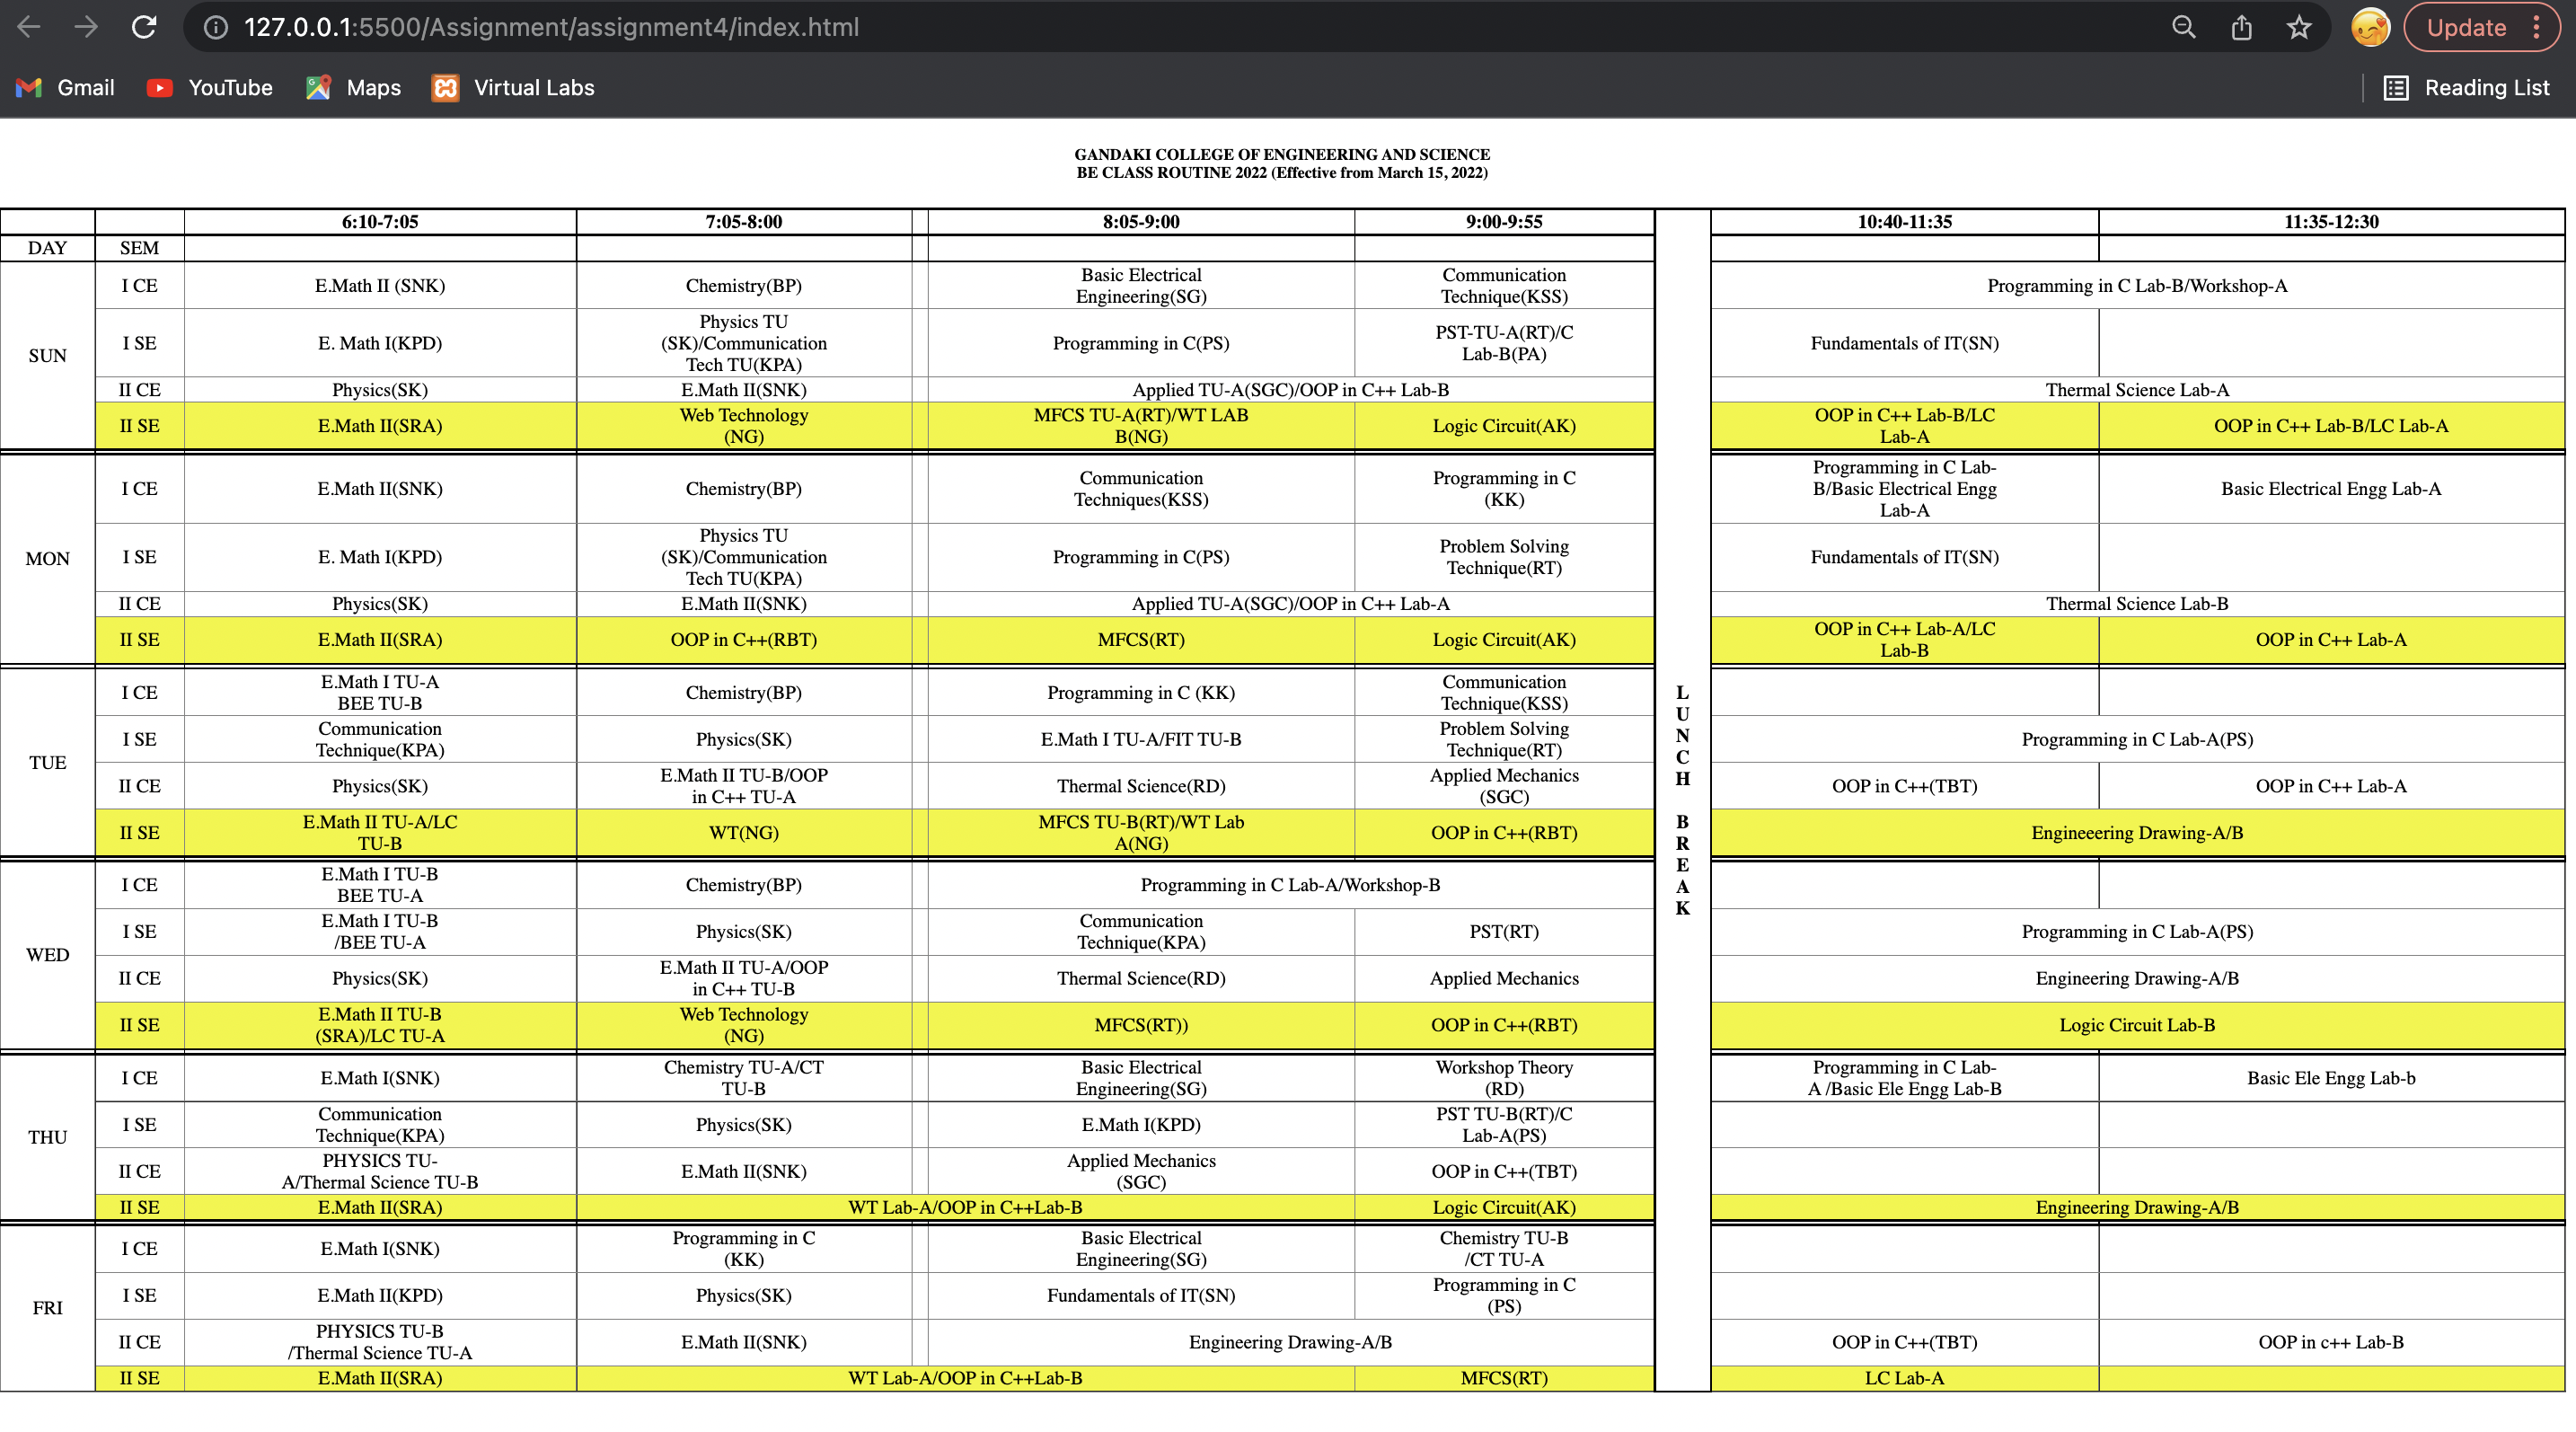 127.0.0.1:5500/Assignment/assignment4/index.html
Update
Gmail
YouTube
Maps
Virtual Labs
Reading List
GANDAKI COLLEGE OF ENGINEERING AND SCIENCE
BE CLASS ROUTINE 2022 (Effective from March 15, 2022)
6:10-7:05
7:05-8:00
8:05-9:00
9:00-9:55
10:40-11:35
11:35-12:30
DAY
SEM
SUN
I CE
E.Math II (SNK)
Chemistry(BP)
Basic Electrical
Engineering(SG)
Communication
Technique(KSS)
Programming in C Lab-B/Workshop-A
I SE
E. Math I(KPD)
Physics TU
(SK)/Communication
Tech TU(KPA)
Programming in C(PS)
PST-TU-A(RT)/C
Lab-B(PA)
Fundamentals of IT(SN)
II CE
Physics(SK)
E.Math II(SNK)
Applied TU-A(SGC)/OOP in C++ Lab-B
Thermal Science Lab-A
II SE
E.Math II(SRA)
Web Technology
(NG)
MFCS TU-A(RT)/WT LAB
B(NG)
Logic Circuit(AK)
OOP in C++ Lab-B/LC
Lab-A
OOP in C++ Lab-B/LC Lab-A
MON
I CE
E.Math II(SNK)
Chemistry(BP)
Communication
Techniques(KSS)
Programming in C
(KK)
Programming in C Lab-
B/Basic Electrical Engg
Lab-A
Basic Electrical Engg Lab-A
I SE
E. Math I(KPD)
Physics TU
(SK)/Communication
Tech TU(KPA)
Programming in C(PS)
Problem Solving
Technique(RT)
Fundamentals of IT(SN)
II CE
Physics(SK)
E.Math II(SNK)
Applied TU-A(SGC)/OOP in C++ Lab-A
Thermal Science Lab-B
II SE
E.Math II(SRA)
OOP in C++(RBT)
MFCS(RT)
Logic Circuit(AK)
OOP in C++ Lab-A/LC
Lab-B
OOP in C++ Lab-A
L
U
N
C
H
B
R
E
A
K
TUE
I CE
E.Math I TU-A
BEE TU-B
Chemistry(BP)
Programming in C (KK)
Communication
Technique(KSS)
I SE
Communication
Technique(KPA)
Physics(SK)
E.Math I TU-A/FIT TU-B
Problem Solving
Technique(RT)
Programming in C Lab-A(PS)
II CE
Physics(SK)
E.Math II TU-B/OOP
in C++ TU-A
Thermal Science(RD)
Applied Mechanics
(SGC)
OOP in C++(TBT)
OOP in C++ Lab-A
II SE
E.Math II TU-A/LC
TU-B
WT(NG)
MFCS TU-B(RT)/WT Lab
A(NG)
OOP in C++(RBT)
Engineeering Drawing-A/B
WED
I CE
E.Math I TU-B
BEE TU-A
Chemistry(BP)
Programming in C Lab-A/Workshop-B
I SE
E.Math I TU-B
/BEE TU-A
Physics(SK)
Communication
Technique(KPA)
PST(RT)
Programming in C Lab-A(PS)
II CE
Physics(SK)
E.Math II TU-A/OOP
in C++ TU-B
Thermal Science(RD)
Applied Mechanics
Engineering Drawing-A/B
II SE
E.Math II TU-B
(SRA)/LC TU-A
Web Technology
(NG)
MFCS(RT))
OOP in C++(RBT)
Logic Circuit Lab-B
THU
I CE
E.Math I(SNK)
Chemistry TU-A/CT
TU-B
Basic Electrical
Engineering(SG)
Workshop Theory
(RD)
Programming in C Lab-
A /Basic Ele Engg Lab-B
Basic Ele Engg Lab-b
I SE
Communication
Technique(KPA)
Physics(SK)
E.Math I(KPD)
PST TU-B(RT)/C
Lab-A(PS)
II CE
PHYSICS TU-
A/Thermal Science TU-B
E.Math II(SNK)
Applied Mechanics
(SGC)
OOP in C++(TBT)
II SE
E.Math II(SRA)
WT Lab-A/OOP in C++Lab-B
Logic Circuit(AK)
Engineering Drawing-A/B
FRI
I CE
E.Math I(SNK)
Programming in C
(KK)
Basic Electrical
Engineering(SG)
Chemistry TU-B
/CT TU-A
I SE
E.Math II(KPD)
Physics(SK)
Fundamentals of IT(SN)
Programming in C
(PS)
II CE
PHYSICS TU-B
/Thermal Science TU-A
E.Math II(SNK)
Engineering Drawing-A/B
OOP in C++(TBT)
OOP in c++ Lab-B
II SE
E.Math II(SRA)
WT Lab-A/OOP in C++Lab-B
MFCS(RT)
LC Lab-A